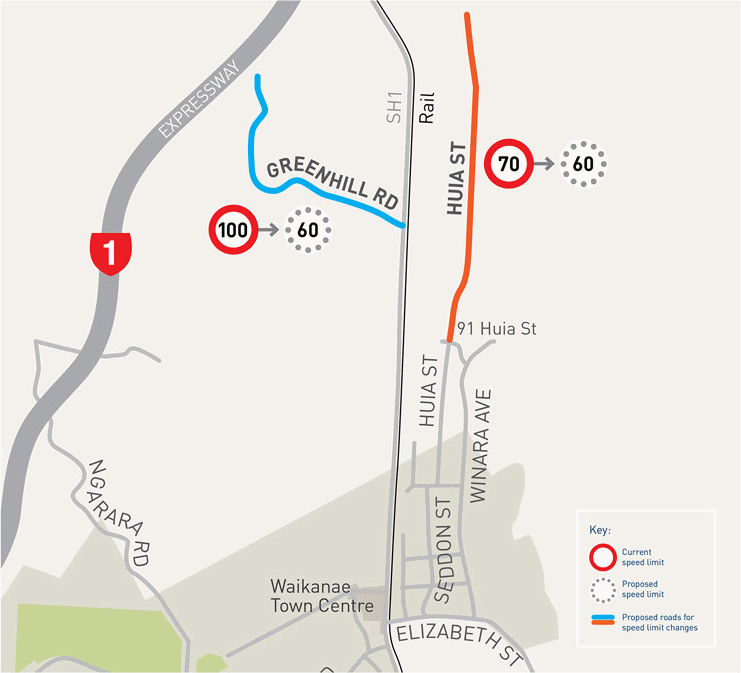 EXPRESSWAY
SH1
Rail
HUIA ST
GREENHILL RD
70
60
100
60
1
91 Huia St
HUIA ST
WINARA AVE
NGARARA RD
SEDDON ST
Waikanae
Town Centre
ELIZABETH ST
Key:
Current
speed limit
Proposed
speed limit
Proposed roads for
speed limit changes